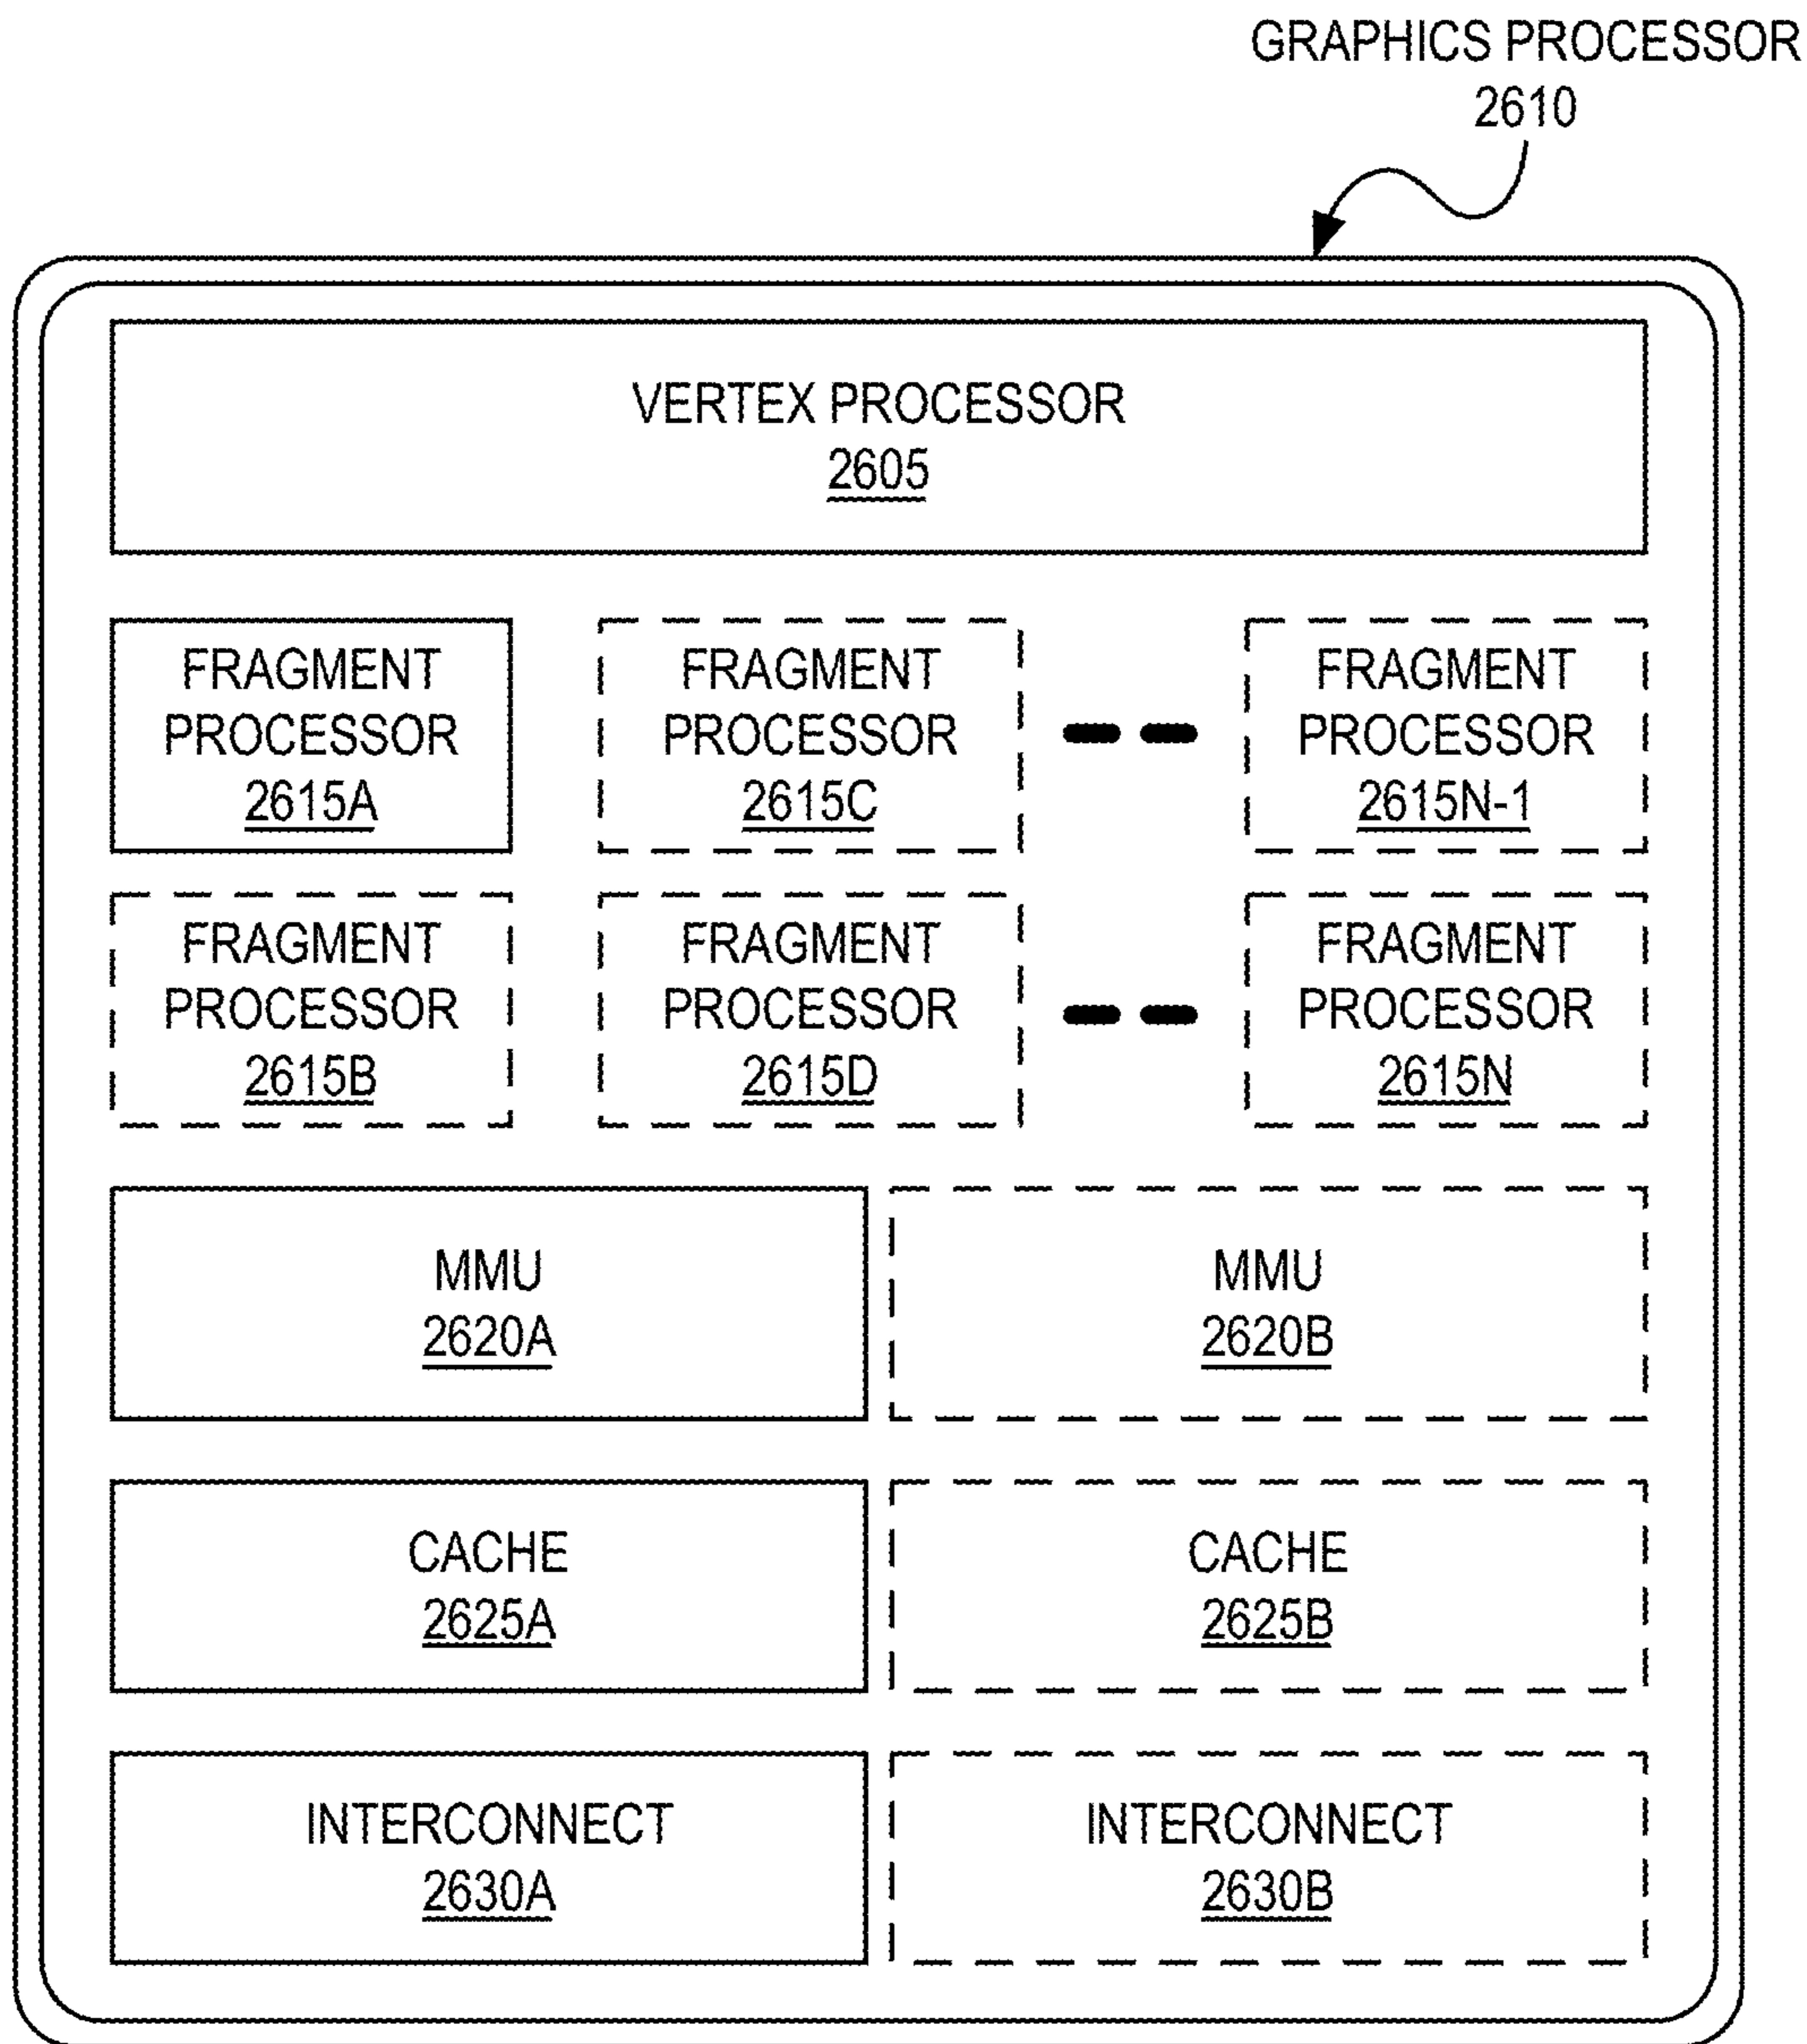 GRAPHICS PROCESSOR
2610
VERTEX PROCESSOR
2605
FRAGMENT
PROCESSOR
2615A
FRAGMENT
PROCESSOR
2615C
FRAGMENT
PROCESSOR
2615N-1
FRAGMENT
PROCESSOR
2615B
FRAGMENT
PROCESSOR
2615D
FRAGMENT
PROCESSOR
2615N
MMU
2620A
MMU
2620B
CACHE
2625A
CACHE
2625B
INTERCONNECT
2630A
INTERCONNECT
2630B